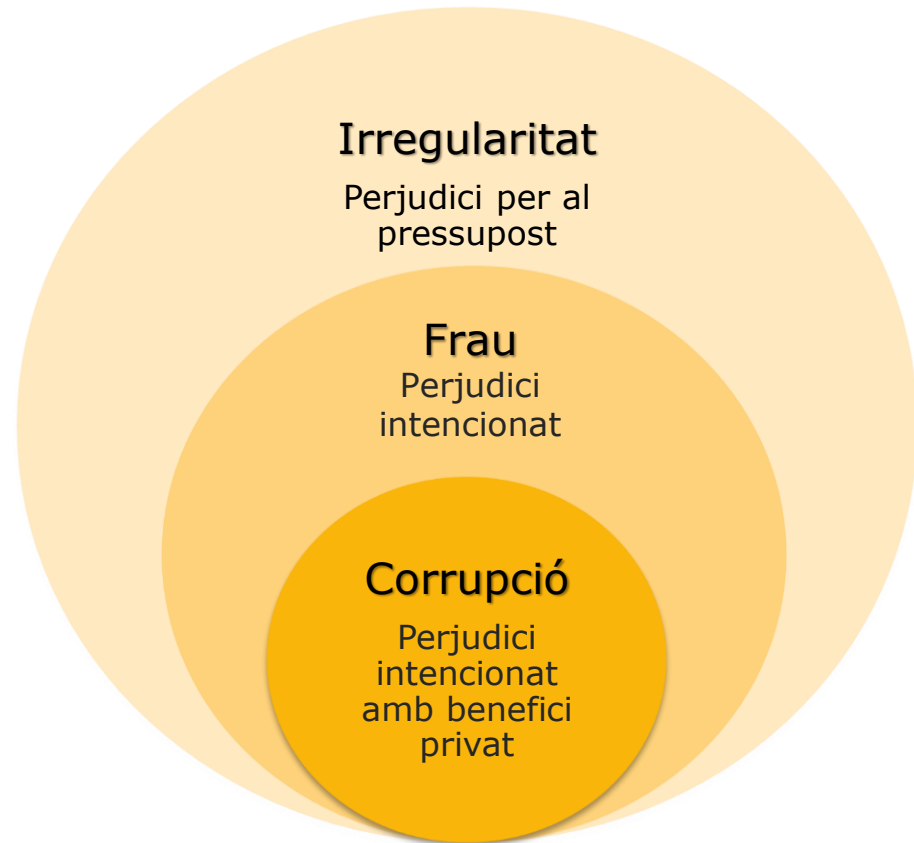 Irregularitat
Perjudici per al
pressupost
Frau
Perjudici
intencionat
Corrupció
Perjudici
intencionat
amb benefici
privat